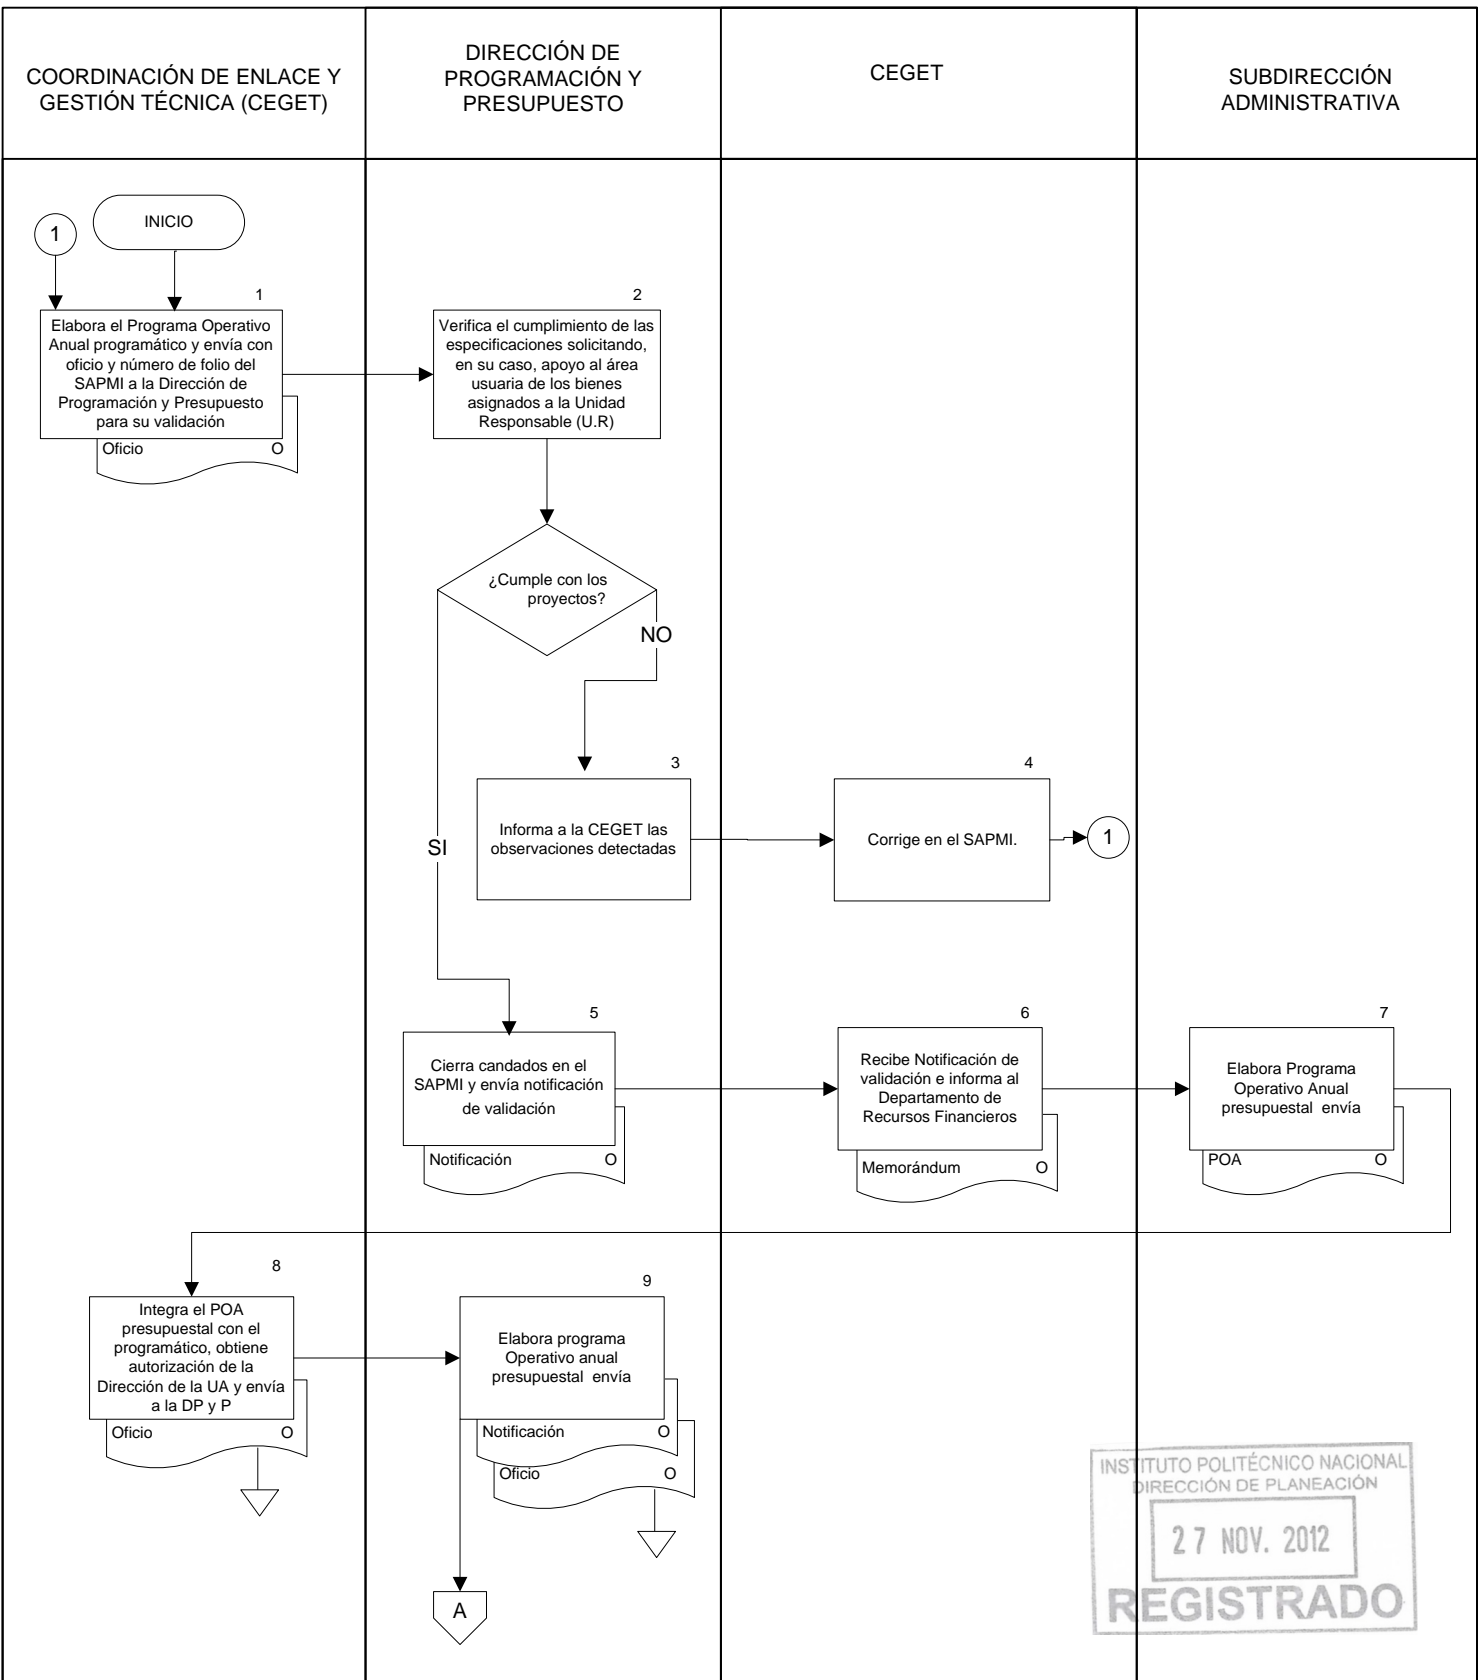 COORDINACIÓN DE ENLACE Y
GESTIÓN TÉCNICA (CEGET)
DIRECCIÓN DE
PROGRAMACIÓN Y
PRESUPUESTO
CEGET
SUBDIRECCIÓN
ADMINISTRATIVA
1
INICIO
1
Elabora el Programa Operativo
Anual programático y envía con
oficio y número de folio del
SAPMI a la Dirección de
Programación y Presupuesto
para su validación
Oficio O
2
Verifica el cumplimiento de las
especificaciones solicitando,
en su caso, apoyo al área
usuaria de los bienes
asignados a la Unidad
Responsable (U.R)
¿Cumple con los
proyectos?
NO
SI
3
Informa a la CEGET las
observaciones detectadas
4
Corrige en el SAPMI.
1
5
Cierra candados en el
SAPMI y envía notificación
de validación
Notificación O
6
Recibe Notificación de
validación e informa al
Departamento de
Recursos Financieros
Memorándum O
7
Elabora Programa
Operativo Anual
presupuestal envía
POA O
8
Integra el POA
presupuestal con el
programático, obtiene
autorización de la
Dirección de la UA y envía
a la DP y P
Oficio O
9
Elabora programa
Operativo anual
presupuestal envía
Notificación O
Oficio O
A
INSTITUTO POLITÉCNICO NACIONAL
DIRECCIÓN DE PLANEACIÓN
27 NOV. 2012
REGISTRADO